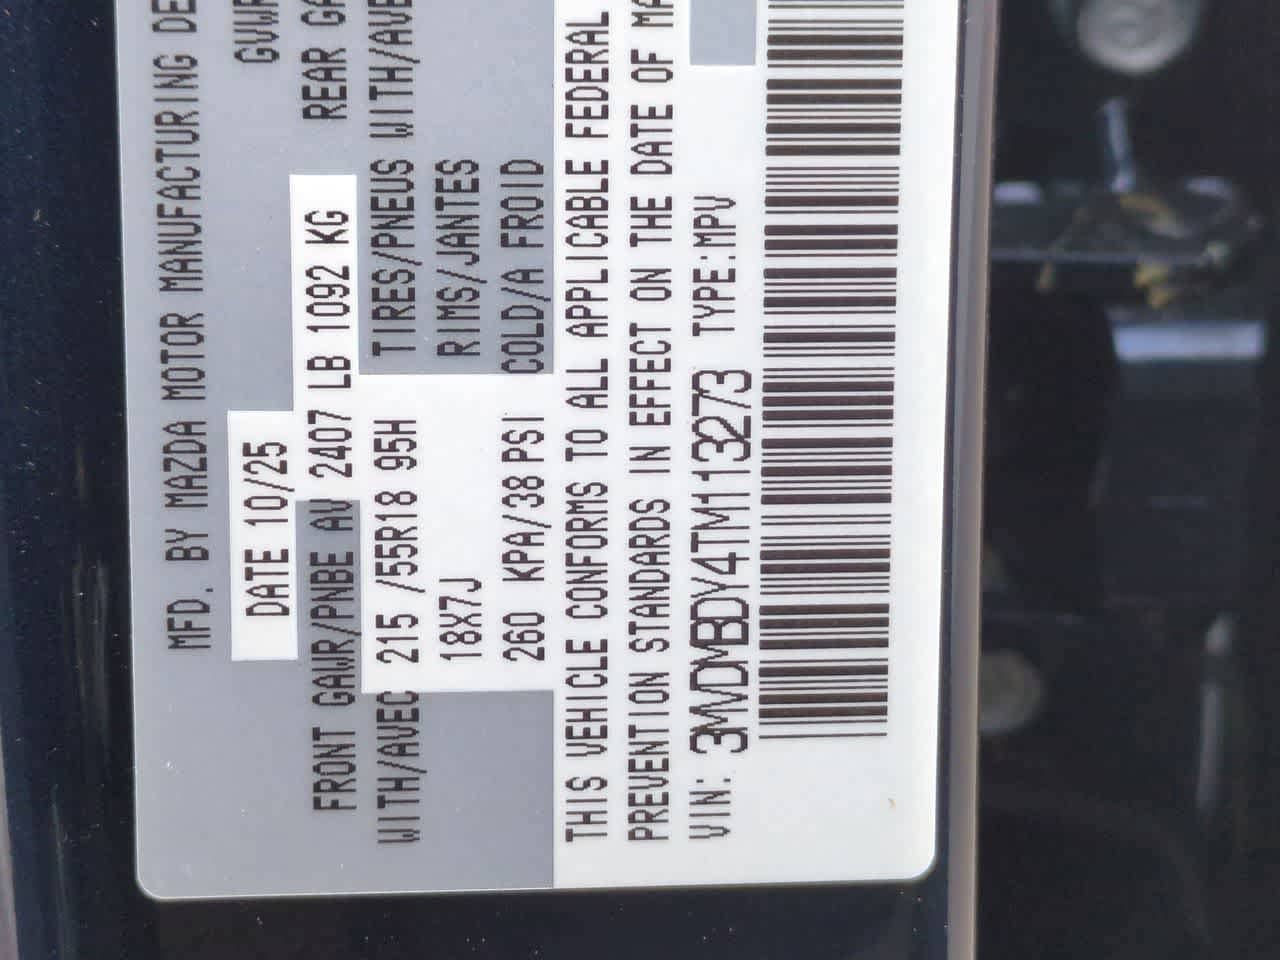 MFD. BY MAZDA MOTOR MANUFACTURING DE
DATE 10/25 GVWR
FRONT GAWR/PNBE AV 2407 LB 1092 KG REAR GA
WITH/AVEC 215 /55R18 95H TIRES/PNEUS WITH/AVE
18X7J RIMS/JANTES
260 KPA/38 PSI COLD/A FROID
THIS VEHICLE CONFORMS TO ALL APPLICABLE FEDERAL
PREVENTION STANDARDS IN EFFECT ON THE DATE OF MA
VIN: 3MVDMBDY4TM113273 TYPE:MPV